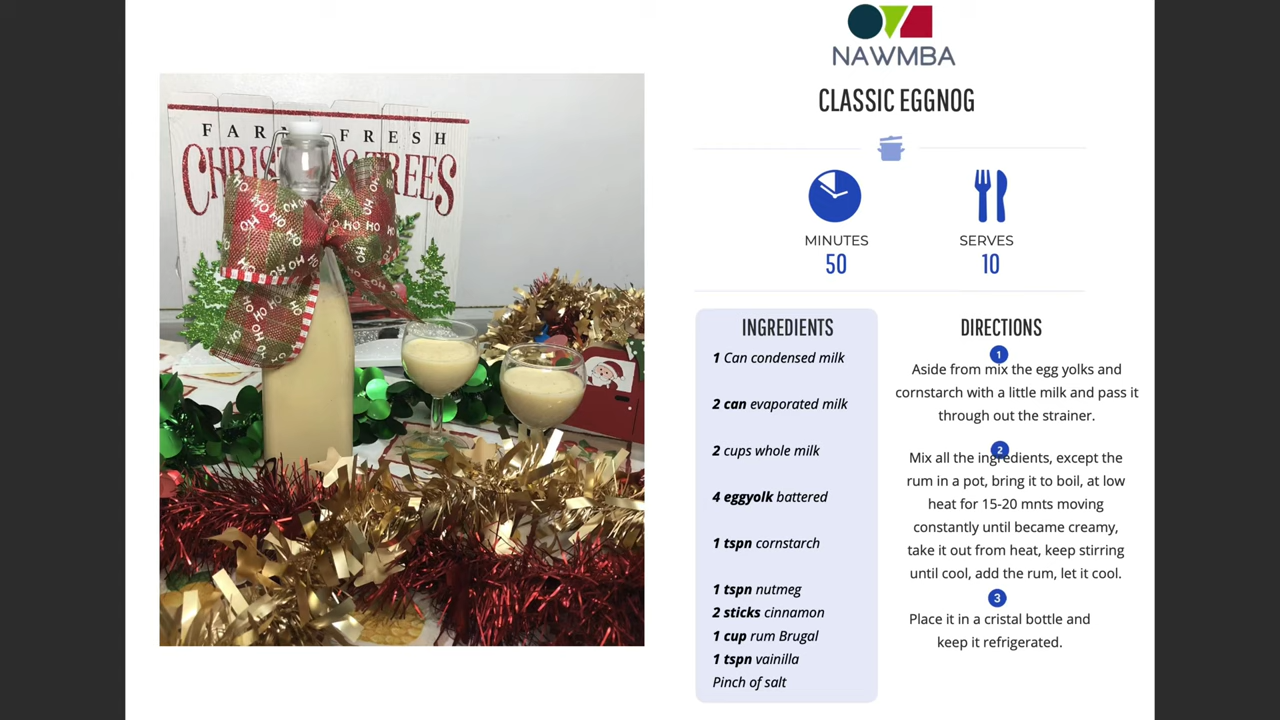 FARM FRESH
CHRISTMAS TREES
HO HO HO
NAWMBA
CLASSIC EGGNOG
MINUTES
50
SERVES
10
INGREDIENTS
1 Can condensed milk
2 can evaporated milk
2 cups whole milk
4 eggyolk battered
1 tspn cornstarch
1 tspn nutmeg
2 sticks cinnamon
1 cup rum Brugal
1 tspn vainilla
Pinch of salt
DIRECTIONS
1
Aside from mix the egg yolks and
cornstarch with a little milk and pass it
through out the strainer.
2
Mix all the ingredients, except the
rum in a pot, bring it to boil, at low
heat for 15-20 mnts moving
constantly until became creamy,
take it out from heat, keep stirring
until cool, add the rum, let it cool.
3
Place it in a cristal bottle and
keep it refrigerated.